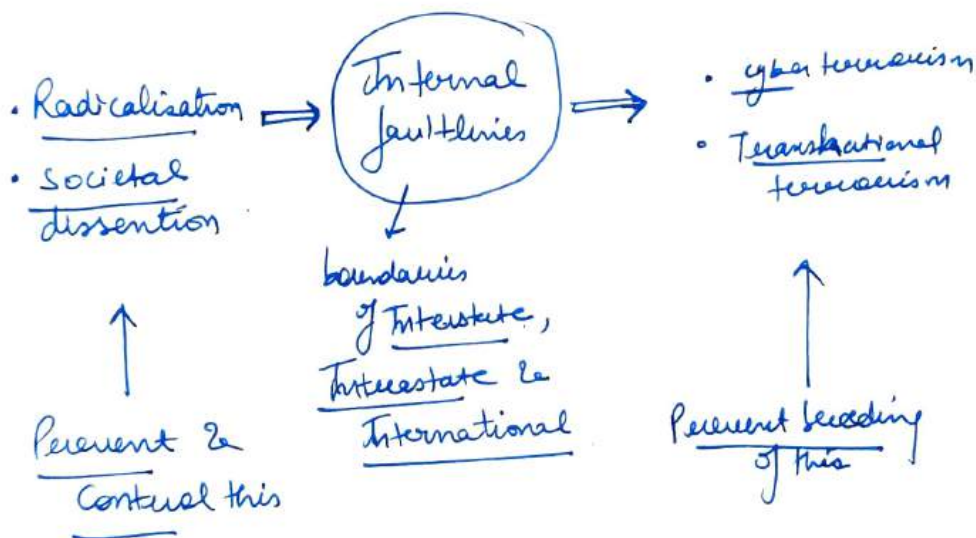 • Radicalisation
• Societal
dissention
Internal
faultlines
• cyber terrorism
• Transnational
terrorism
boundaries
of Interstate,
Intrastate &
International
Prevent &
Control this
Prevent breeding
of this